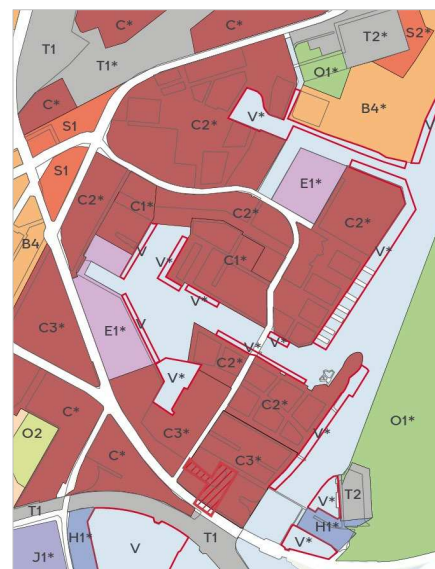 C*
C*
T1
T2*
S2*
T1*
O1*
C*
B4*
V*
C2*
S1
V
S1
E1*
C2*
C1*
C2*
C2*
B4
V
V*
V*
C1*
V*
V
E1*
C3*
V*
V*
C2*
V*
C2*
O1*
C*
O2
V*
C3*
C3*
C*
V*
T2
T1
H1*
J1*
H1*
V
T1
V*